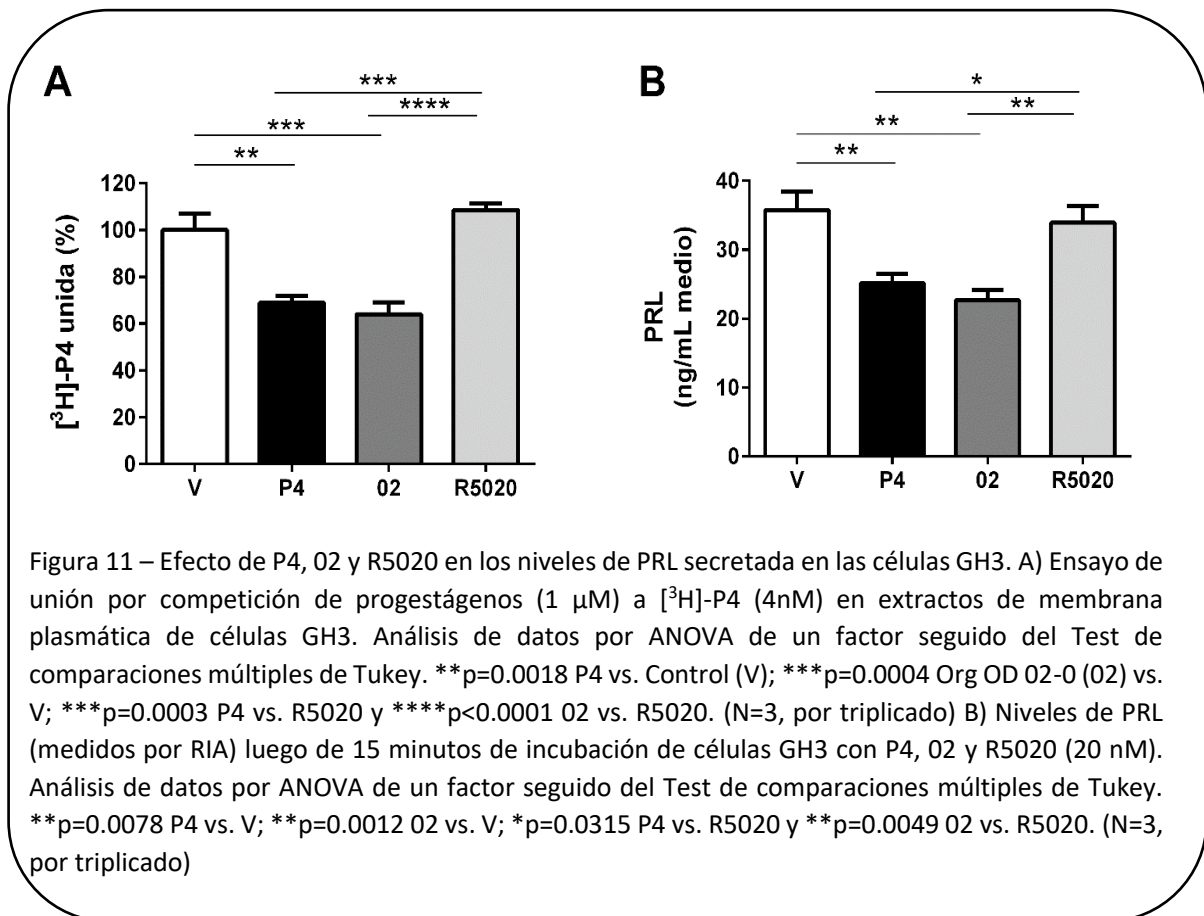 A
***
****
***
**
[³H]-P4 unida (%)
120
100
80
60
40
20
0
V P4 02 R5020
B
*
**
**
**
PRL
(ng/mL medio)
40
30
20
10
0
V P4 02 R5020
Figura 11 – Efecto de P4, 02 y R5020 en los niveles de PRL secretada en las células GH3. A) Ensayo de
unión por competición de progestágenos (1 µM) a [³H]-P4 (4nM) en extractos de membrana
plasmática de células GH3. Análisis de datos por ANOVA de un factor seguido del Test de
comparaciones múltiples de Tukey. **p=0.0018 P4 vs. Control (V); ***p=0.0004 Org OD 02-0 (02) vs.
V; ***p=0.0003 P4 vs. R5020 y ****p<0.0001 02 vs. R5020. (N=3, por triplicado) B) Niveles de PRL
(medidos por RIA) luego de 15 minutos de incubación de células GH3 con P4, 02 y R5020 (20 nM).
Análisis de datos por ANOVA de un factor seguido del Test de comparaciones múltiples de Tukey.
**p=0.0078 P4 vs. V; **p=0.0012 02 vs. V; *p=0.0315 P4 vs. R5020 y **p=0.0049 02 vs. R5020. (N=3,
por triplicado)